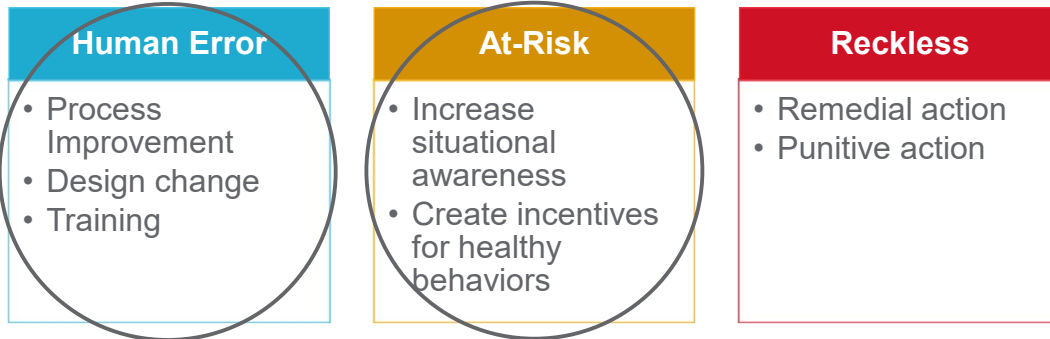 Human Error
• Process
Improvement
• Design change
• Training
At-Risk
• Increase
situational
awareness
• Create incentives
for healthy
behaviors
Reckless
• Remedial action
• Punitive action